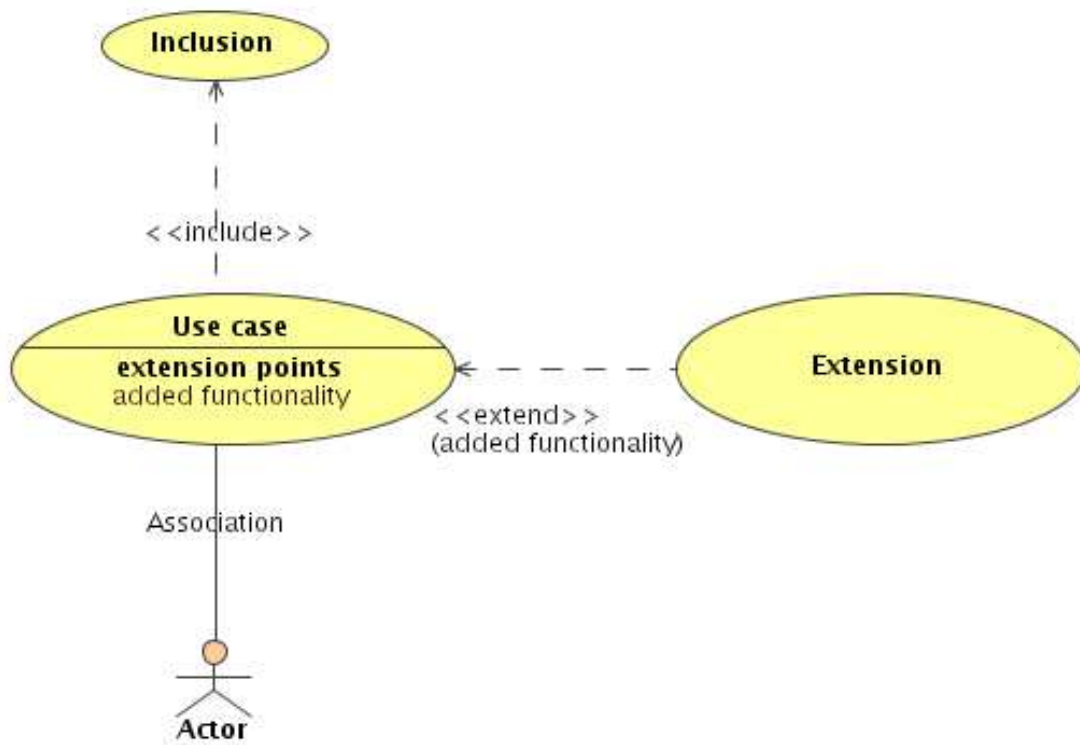 Inclusion
<<include>>
Use case
extension points
added functionality
Extension
<<extend>>
(added functionality)
Association
Actor